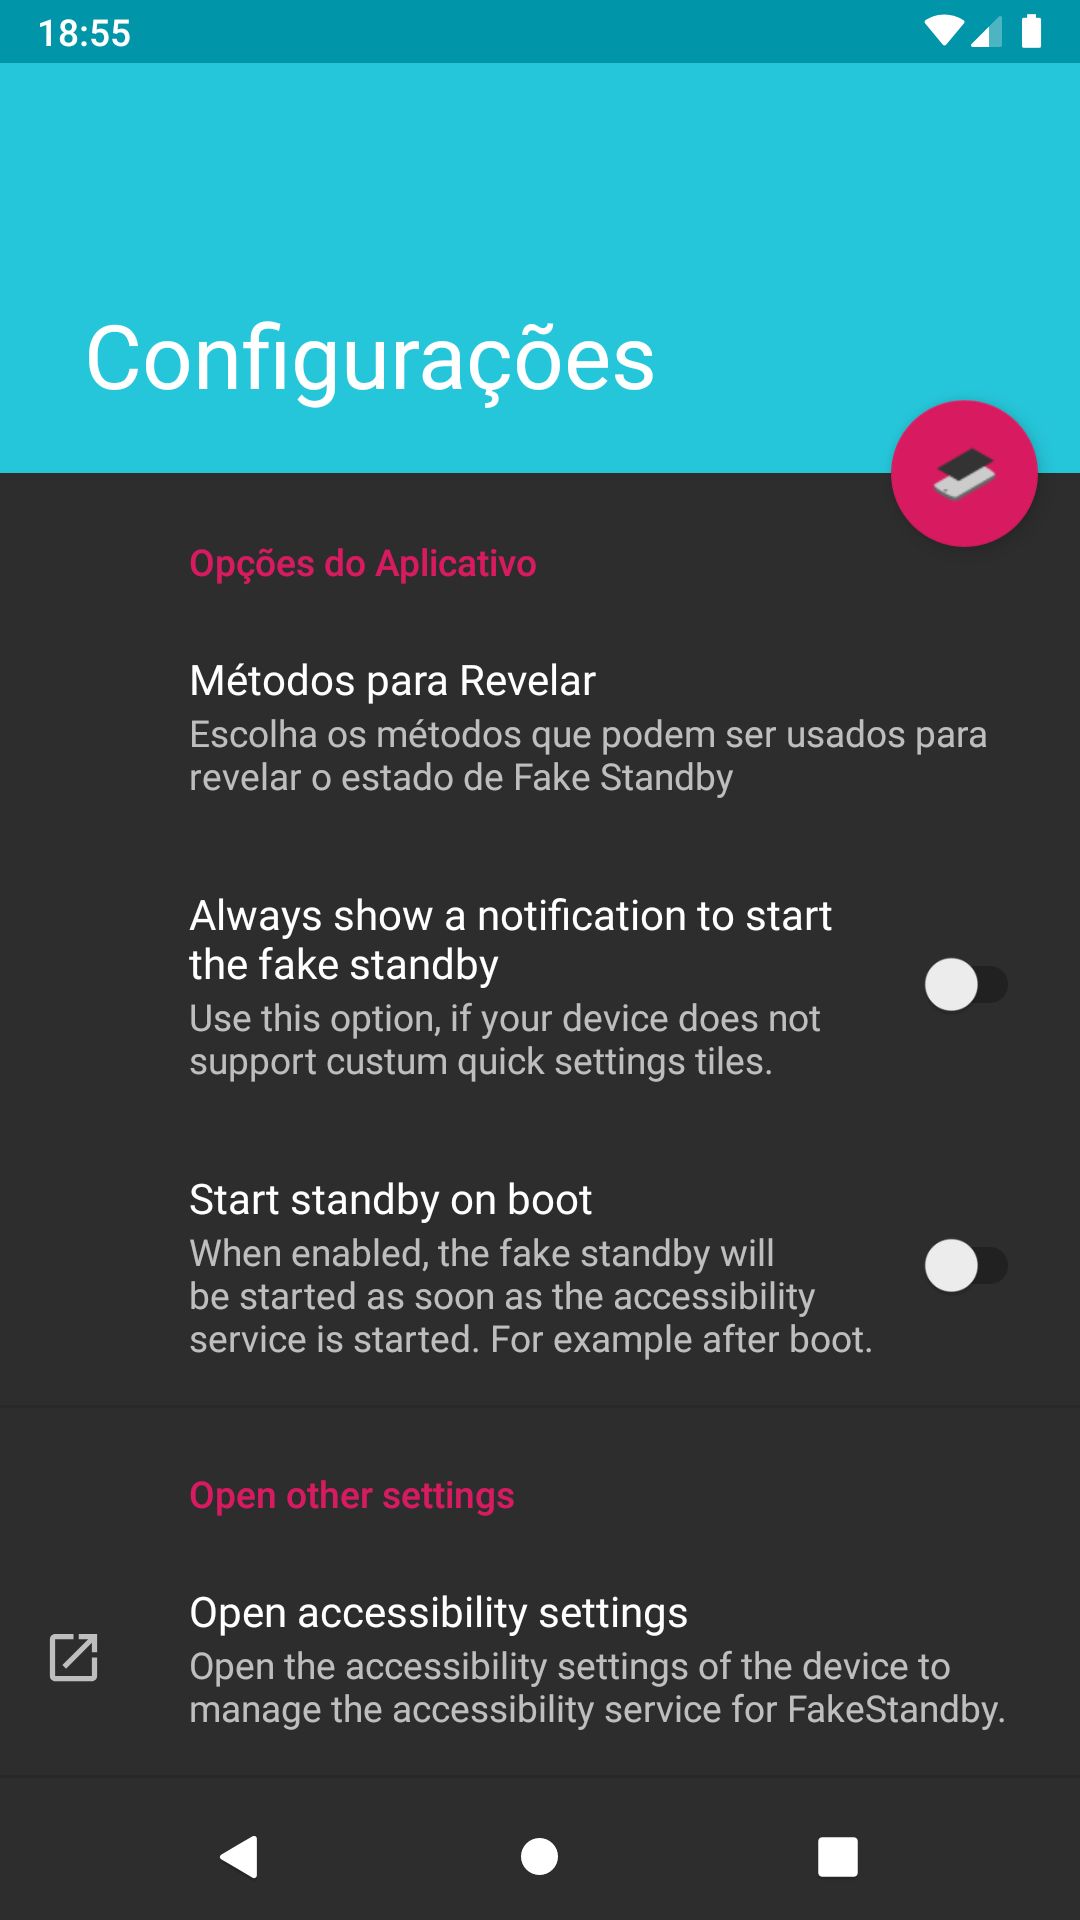 18:55
Configurações
Opções do Aplicativo
Métodos para Revelar
Escolha os métodos que podem ser usados para
revelar o estado de Fake Standby
Always show a notification to start
the fake standby
Use this option, if your device does not
support custum quick settings tiles.
Start standby on boot
When enabled, the fake standby will
be started as soon as the accessibility
service is started. For example after boot.
Open other settings
Open accessibility settings
Open the accessibility settings of the device to
manage the accessibility service for FakeStandby.